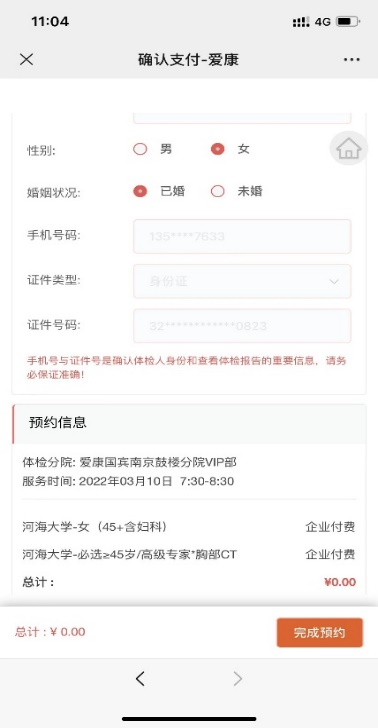 11:04 4G
确认支付-爱康
性别: 男 女
婚姻状况: 已婚 未婚
手机号码: 135****7633
证件类型: 身份证
证件号码: 32************0823
手机号与证件号是确认体检人身份和查看体检报告的重要信息，请务
必保证准确!
预约信息
体检分院: 爱康国宾南京鼓楼分院VIP部
服务时间: 2022年03月10日 7:30-8:30
河海大学-女（45+含妇科） 企业付费
河海大学-必选≥45岁/高级专家*胸部CT 企业付费
总计： ¥0.00
总计：¥ 0.00 完成预约